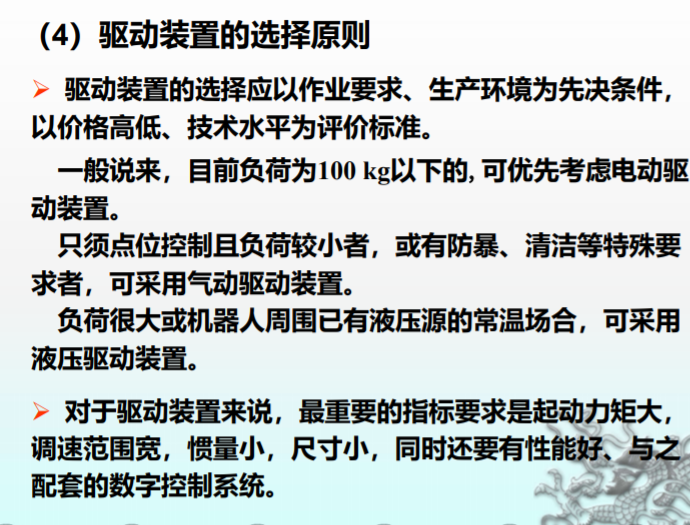 （4）驱动装置的选择原则
➢ 驱动装置的选择应以作业要求、生产环境为先决条件，
以价格高低、技术水平为评价标准。
一般说来，目前负荷为100 kg以下的, 可优先考虑电动驱
动装置。
只须点位控制且负荷较小者，或有防暴、清洁等特殊要
求者，可采用气动驱动装置。
负荷很大或机器人周围已有液压源的常温场合，可采用
液压驱动装置。
➢ 对于驱动装置来说，最重要的指标要求是起动力矩大，
调速范围宽，惯量小，尺寸小，同时还要有性能好、与之
配套的数字控制系统。